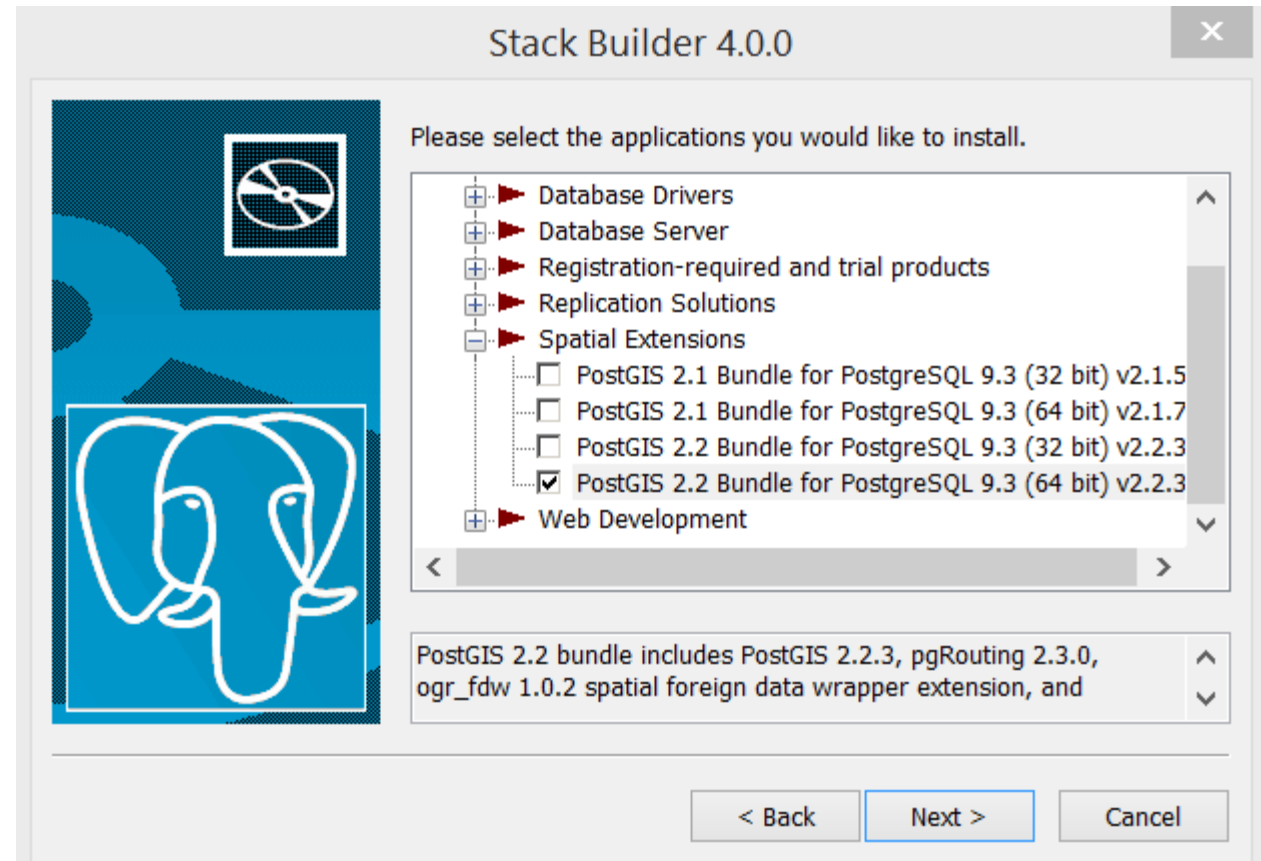 Stack Builder 4.0.0
Please select the applications you would like to install.
Database Drivers
Database Server
Registration-required and trial products
Replication Solutions
Spatial Extensions
PostGIS 2.1 Bundle for PostgreSQL 9.3 (32 bit) v2.1.5
PostGIS 2.1 Bundle for PostgreSQL 9.3 (64 bit) v2.1.7
PostGIS 2.2 Bundle for PostgreSQL 9.3 (32 bit) v2.2.3
PostGIS 2.2 Bundle for PostgreSQL 9.3 (64 bit) v2.2.3
Web Development
PostGIS 2.2 bundle includes PostGIS 2.2.3, pgRouting 2.3.0,
ogr_fdw 1.0.2 spatial foreign data wrapper extension, and
< Back Next > Cancel